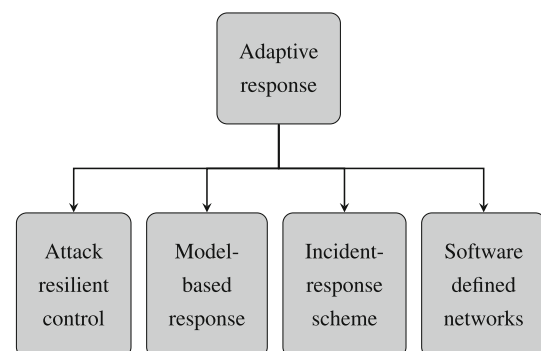 Adaptive
response
Attack
resilient
control
Model-
based
response
Incident-
response
scheme
Software
defined
networks